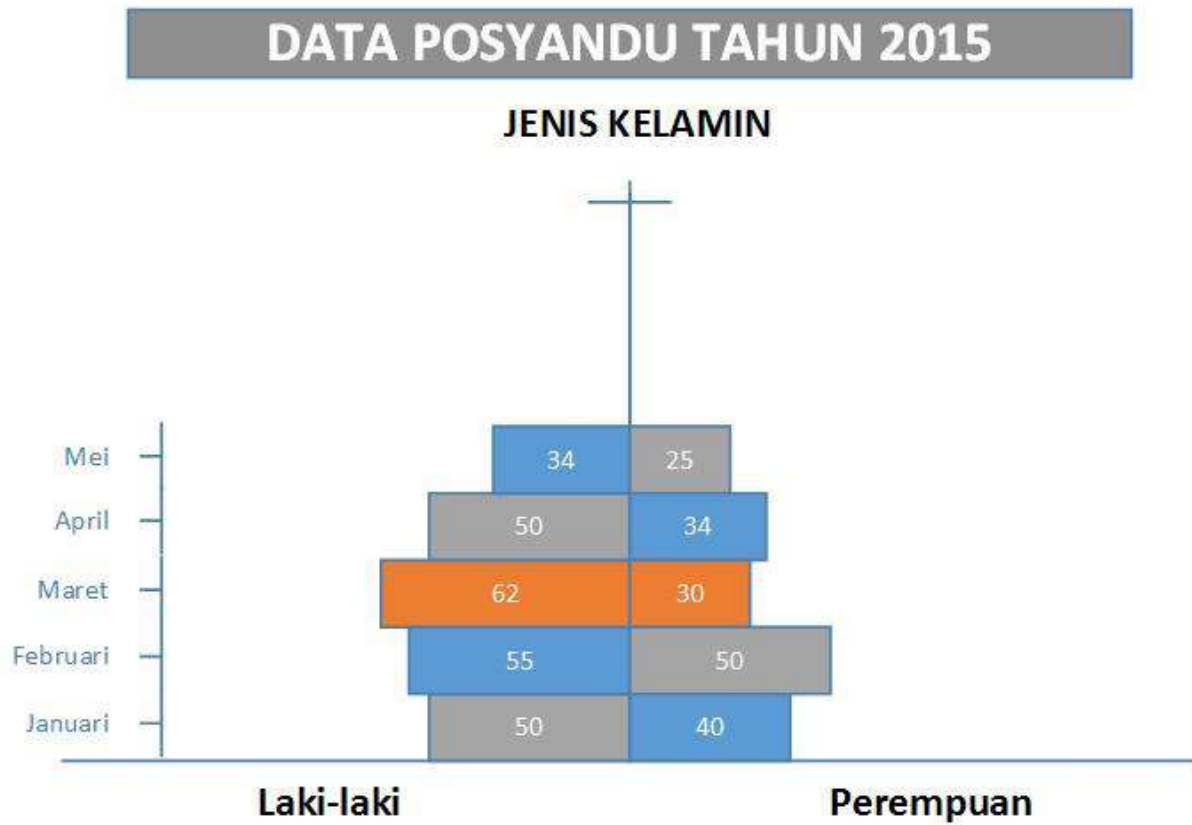 DATA POSYANDU TAHUN 2015
JENIS KELAMIN
Mei 34 25
April 50 34
Maret 62 30
Februari 55 50
Januari 50 40
Laki-laki Perempuan